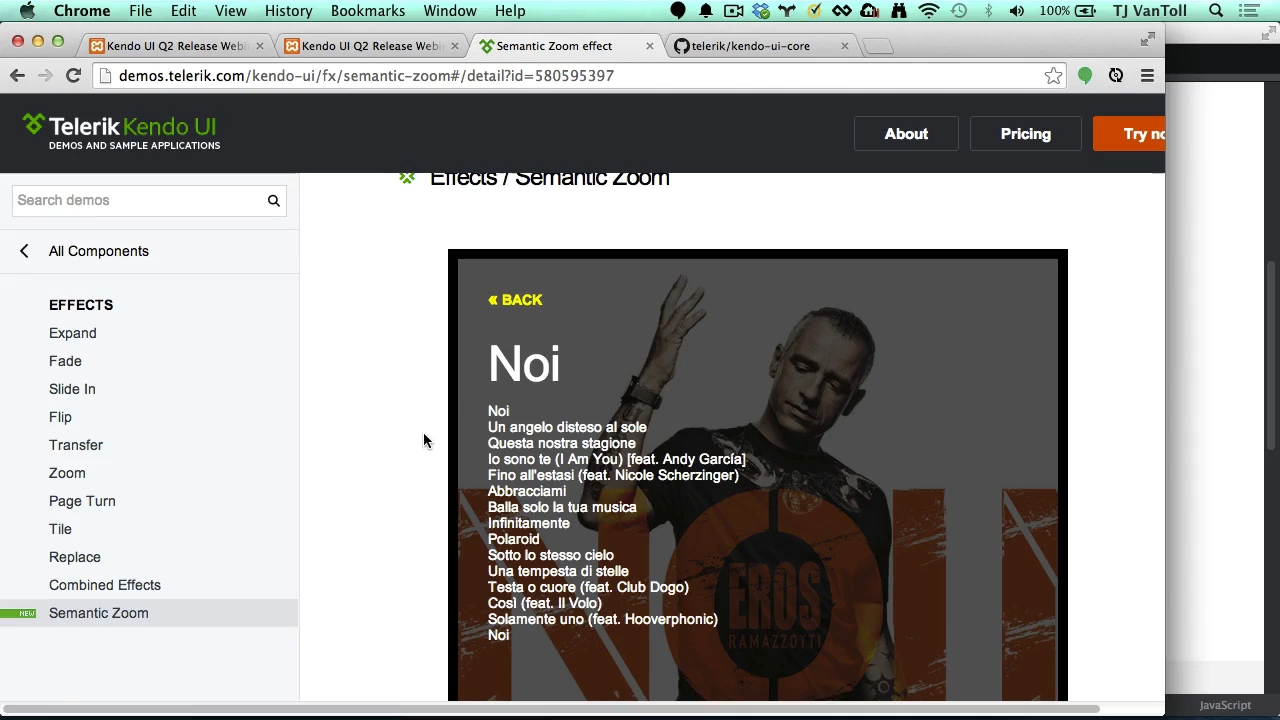 Chrome File Edit View History Bookmarks Window Help 100% TJ VanToll
Kendo UI Q2 Release Webin
Kendo UI Q2 Release Webin
Semantic Zoom effect
telerik/kendo-ui-core
demos.telerik.com/kendo-ui/fx/semantic-zoom#/detail?id=580595397
Telerik Kendo UI
DEMOS AND SAMPLE APPLICATIONS
About
Pricing
Try no
Search demos
All Components
EFFECTS
Expand
Fade
Slide In
Flip
Transfer
Zoom
Page Turn
Tile
Replace
Combined Effects
NEW
Semantic Zoom
Effects / Semantic Zoom
« BACK
Noi
Noi
Un angelo disteso al sole
Questa nostra stagione
Io sono te (I Am You) [feat. Andy García]
Fino all'estasi (feat. Nicole Scherzinger)
Abbracciami
Balla solo la tua musica
Infinitamente
Polaroid
Sotto lo stesso cielo
Una tempesta di stelle
Testa o cuore (feat. Club Dogo)
Così (feat. Il Volo)
Solamente uno (feat. Hooverphonic)
Noi
NOI
EROS
RAMAZZOTTI
JavaScript